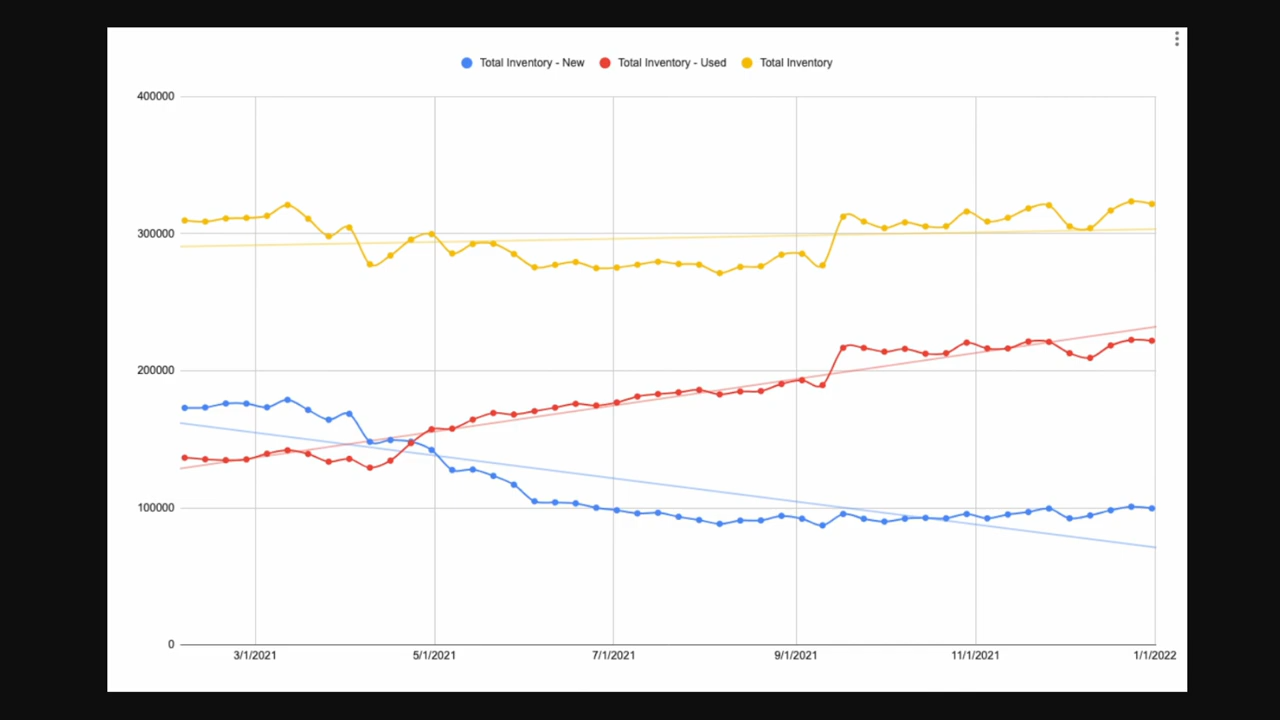 Total Inventory - New Total Inventory - Used Total Inventory
400000
300000
200000
100000
0
3/1/2021 5/1/2021 7/1/2021 9/1/2021 11/1/2021 1/1/2022